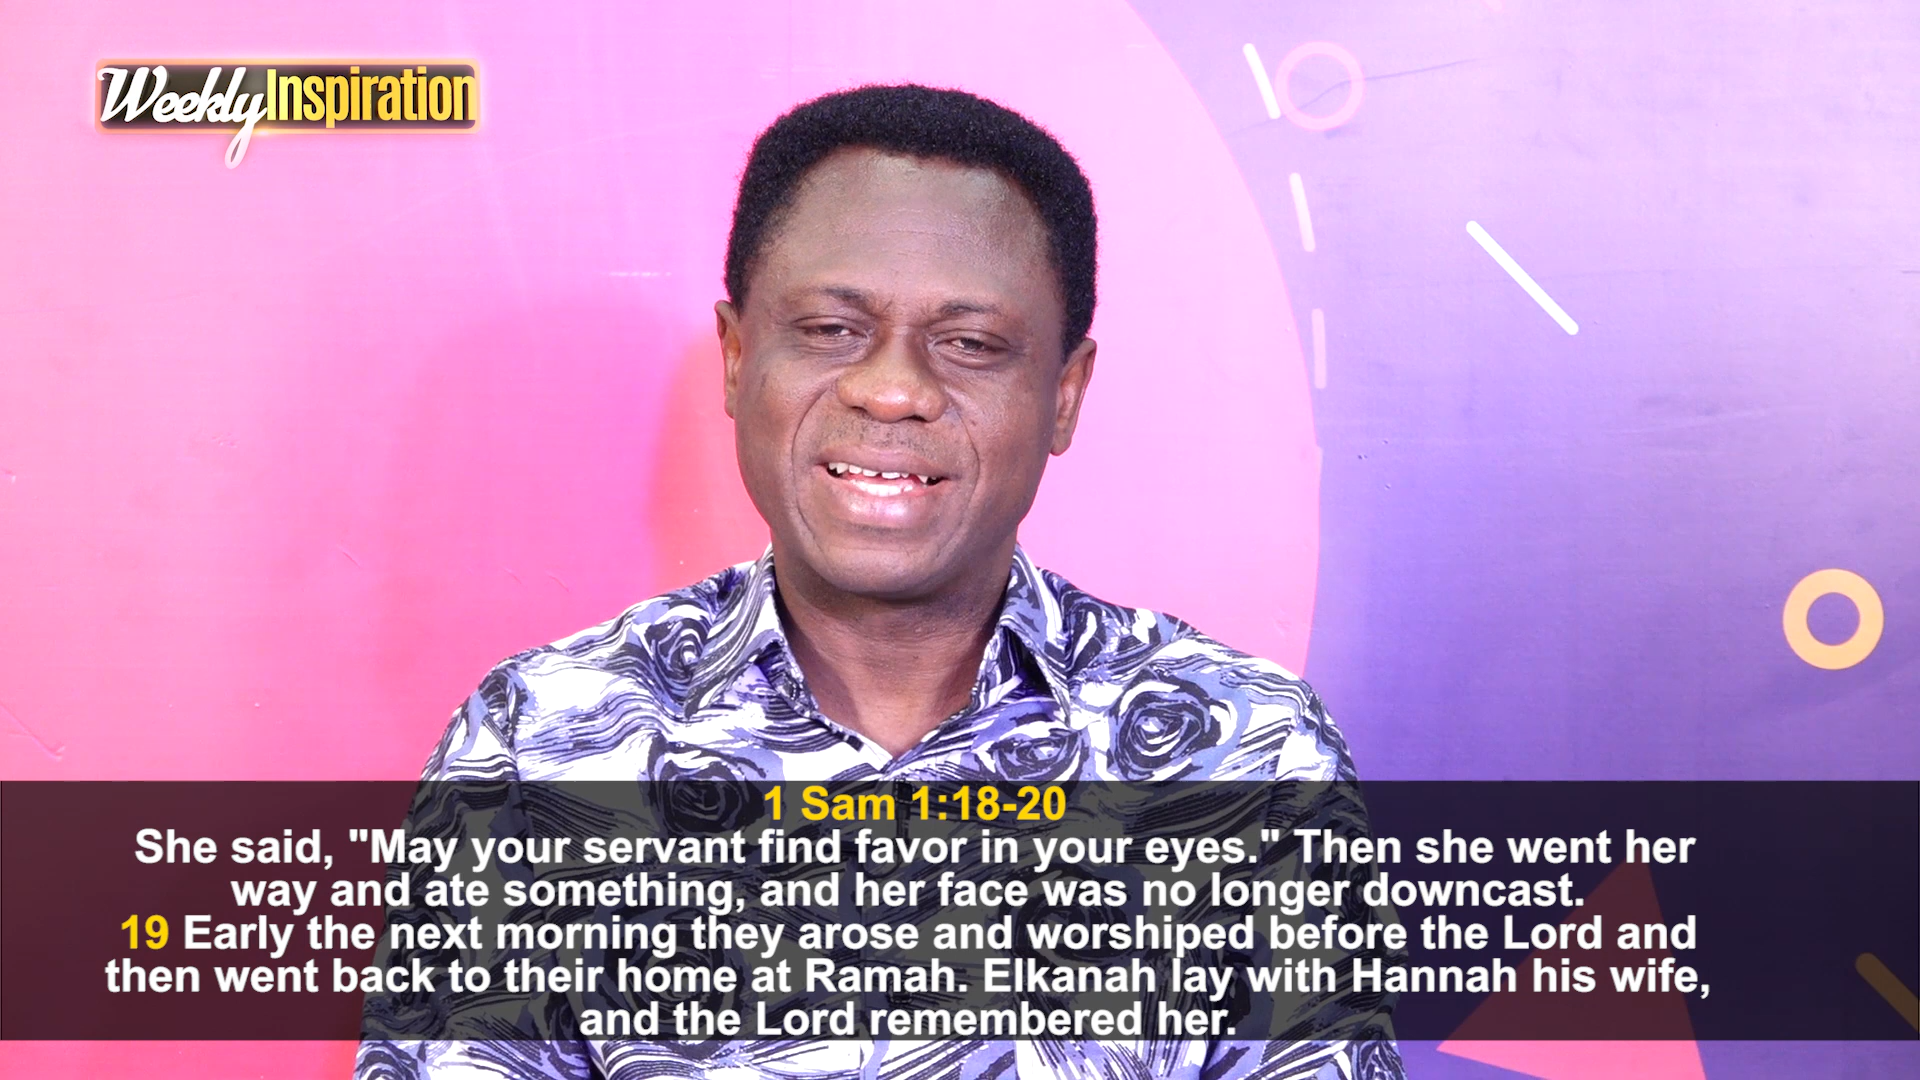 Weekly Inspiration
1 Sam 1:18-20
She said, "May your servant find favor in your eyes." Then she went her
way and ate something, and her face was no longer downcast.
19 Early the next morning they arose and worshiped before the Lord and
then went back to their home at Ramah. Elkanah lay with Hannah his wife,
and the Lord remembered her.